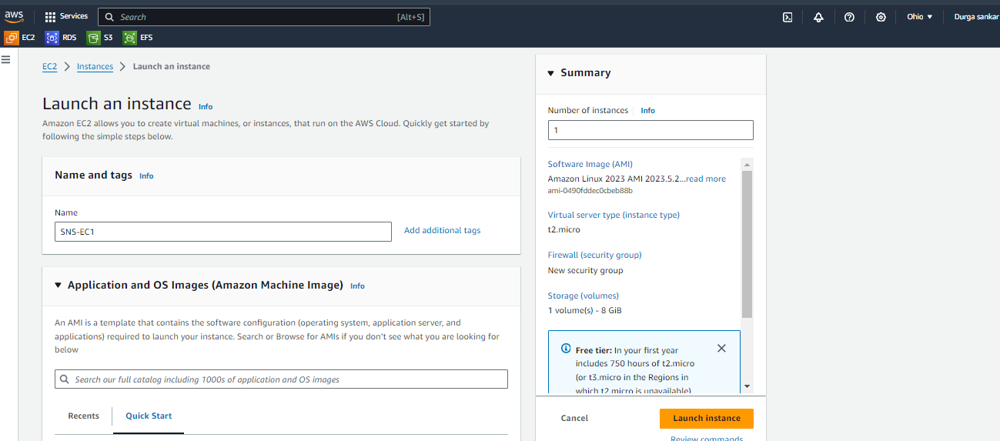 aws
Services
Search [Alt+S]
Ohio ▼
Durga sankar
EC2 RDS S3 EFS
EC2 > Instances > Launch an instance
Launch an instance Info
Amazon EC2 allows you to create virtual machines, or instances, that run on the AWS Cloud. Quickly get started by
following the simple steps below.
Name and tags Info
Name
SNS-EC1
Add additional tags
▼ Application and OS Images (Amazon Machine Image) Info
An AMI is a template that contains the software configuration (operating system, application server, and
applications) required to launch your instance. Search or Browse for AMIs if you don't see what you are looking for
below
Search our full catalog including 1000s of application and OS images
Recents
Quick Start
▼ Summary
Number of instances Info
1
Software Image (AMI)
Amazon Linux 2023 AMI 2023.5.2...read more
ami-0490fddec0cbeb88b
Virtual server type (instance type)
t2.micro
Firewall (security group)
New security group
Storage (volumes)
1 volume(s) - 8 GiB
Free tier: In your first year
includes 750 hours of t2.micro
(or t3.micro in the Regions in
which t2.micro is unavailable)
Cancel
Launch instance
Review commands